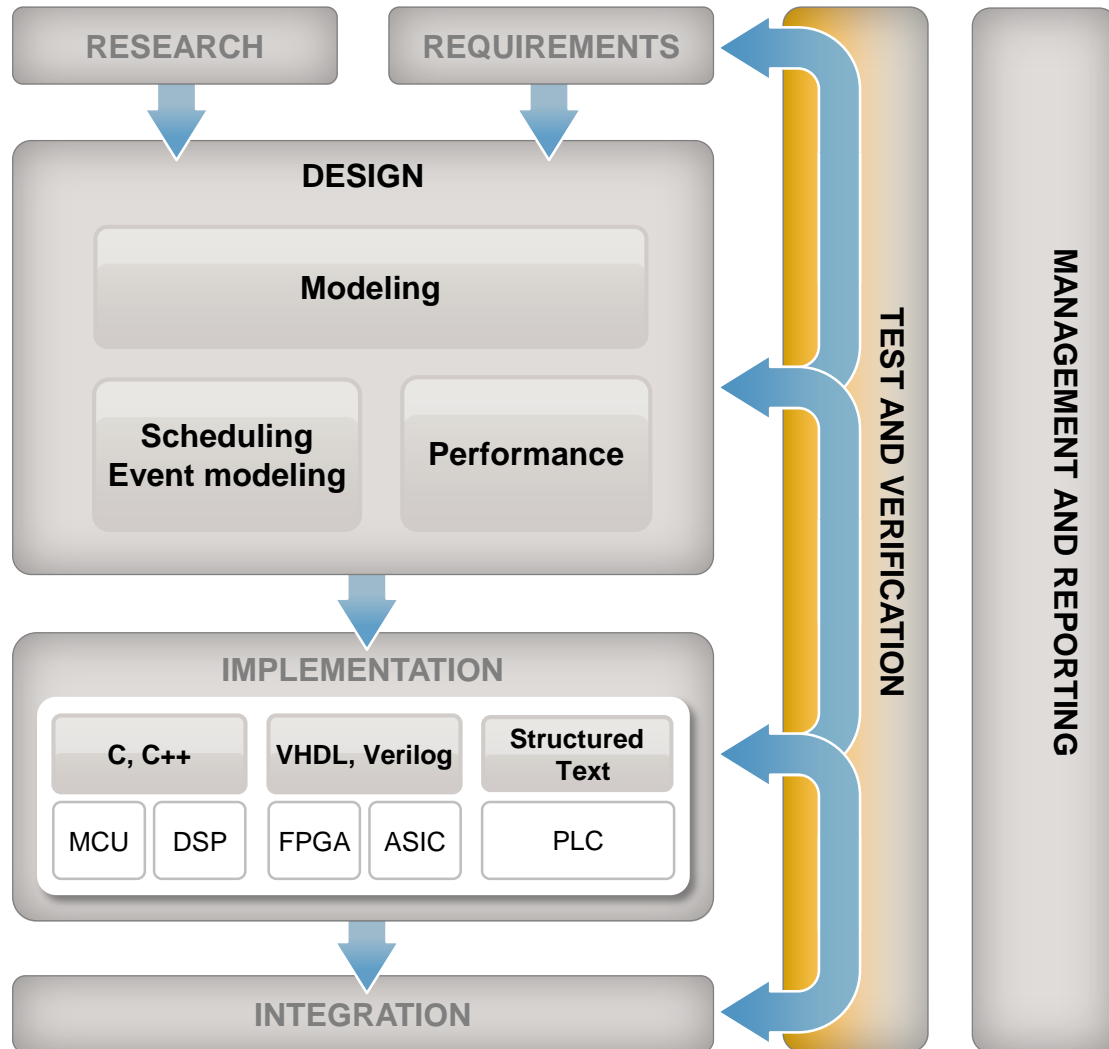 RESEARCH
REQUIREMENTS
DESIGN
Modeling
Scheduling
Event modeling
Performance
IMPLEMENTATION
C, C++
VHDL, Verilog
Structured
Text
MCU
DSP
FPGA
ASIC
PLC
INTEGRATION
TEST AND VERIFICATION
MANAGEMENT AND REPORTING